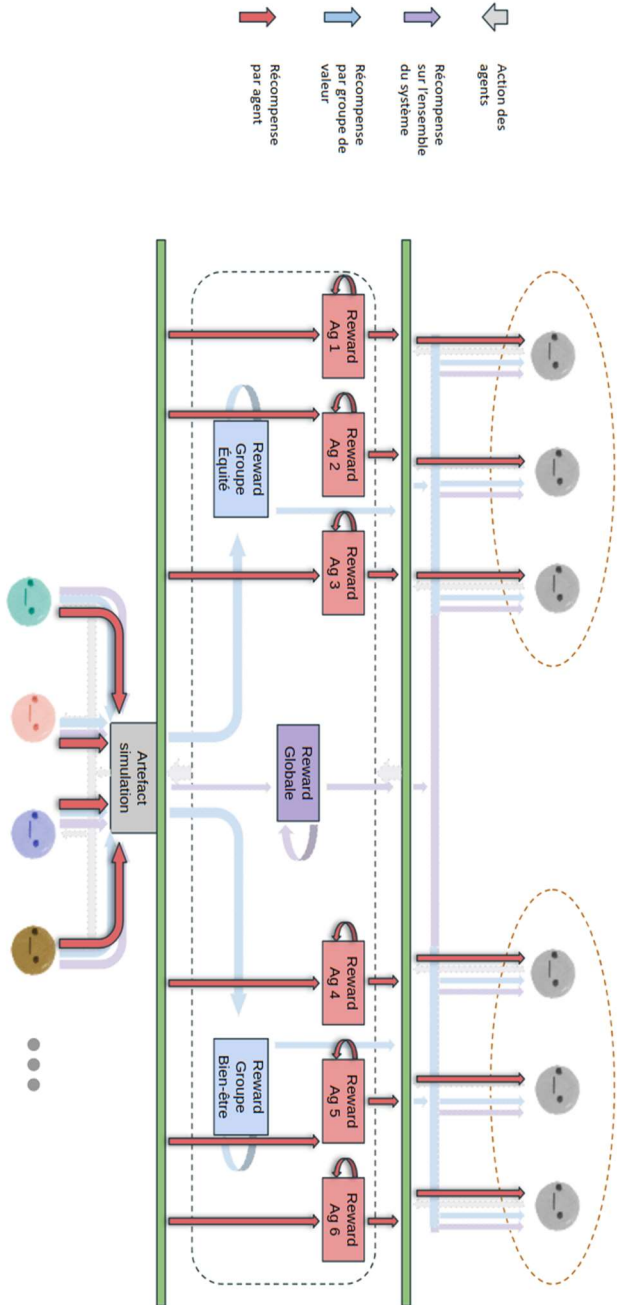 Action des
agents
Récompense
sur l'ensemble
du système
Récompense
par groupe de
valeur
Récompense
par agent
Reward
Ag 1
Reward
Ag 2
Reward
Ag 3
Reward
Ag 4
Reward
Ag 5
Reward
Ag 6
Reward
Globale
Reward
Groupe
Équité
Reward
Groupe
Bien-être
Artefact
simulation